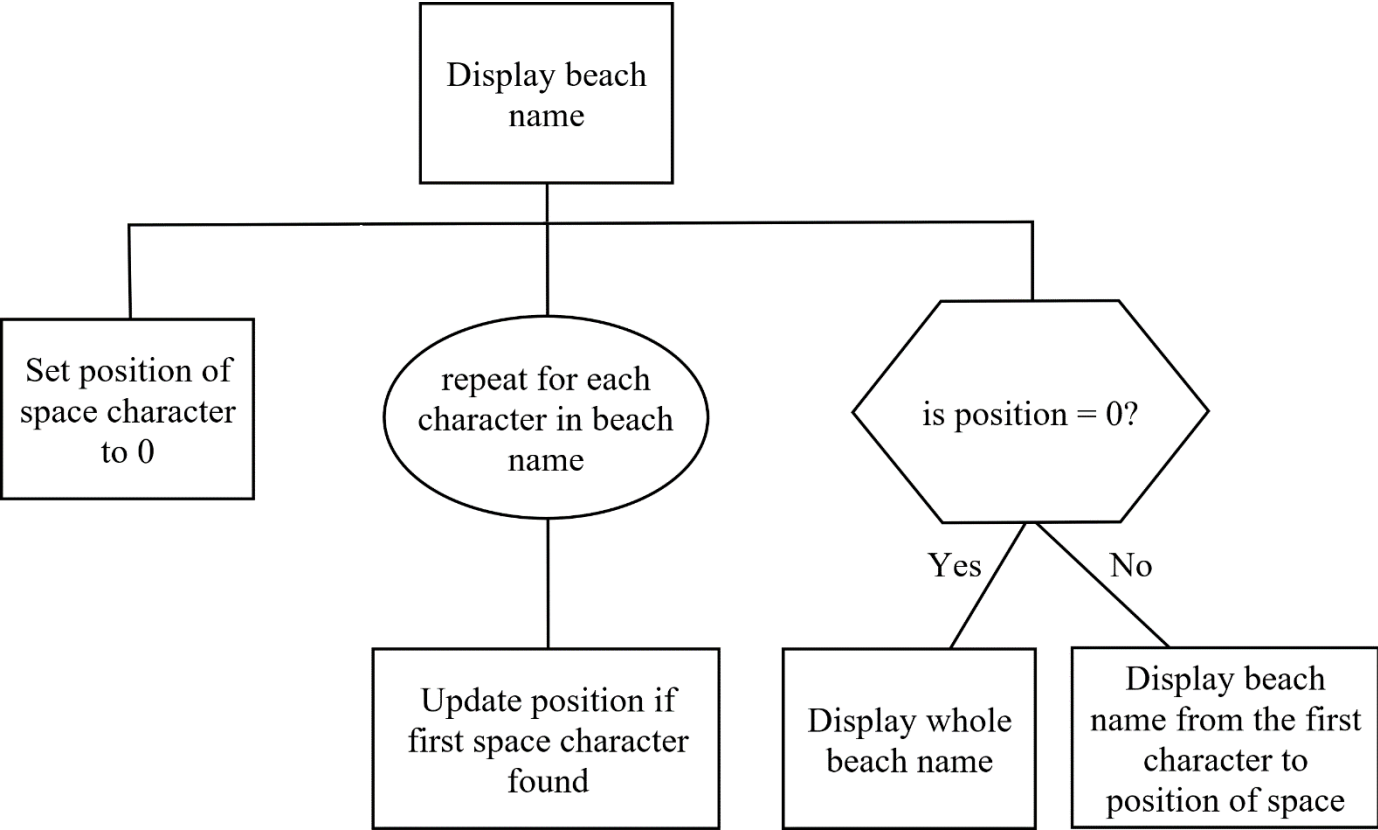 Display beach
name
Set position of
space character
to 0
repeat for each
character in beach
name
is position = 0?
Yes
No
Update position if
first space character
found
Display whole
beach name
Display beach
name from the first
character to
position of space